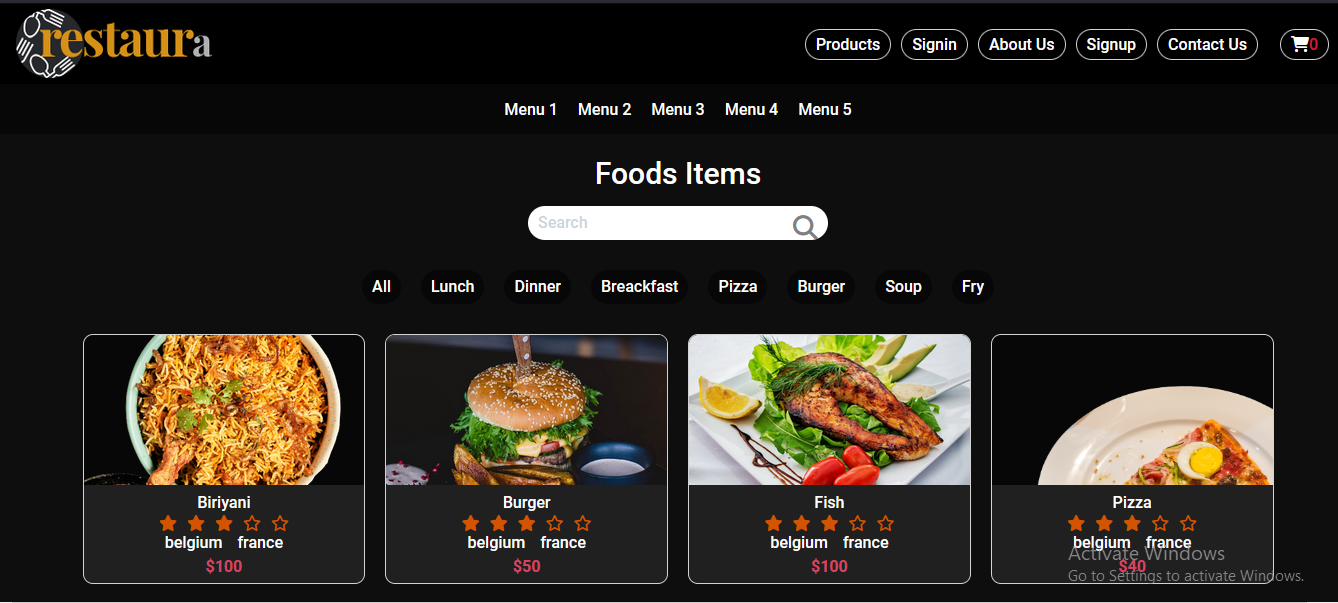 restaura
Products Signin About Us Signup Contact Us 0
Menu 1 Menu 2 Menu 3 Menu 4 Menu 5
Foods Items
Search
All Lunch Dinner Breackfast Pizza Burger Soup Fry
Biriyani Burger Fish Pizza
belgium france belgium france belgium france belgium france
$100 $50 $100 $40
Activate Windows
Go to Settings to activate Windows.